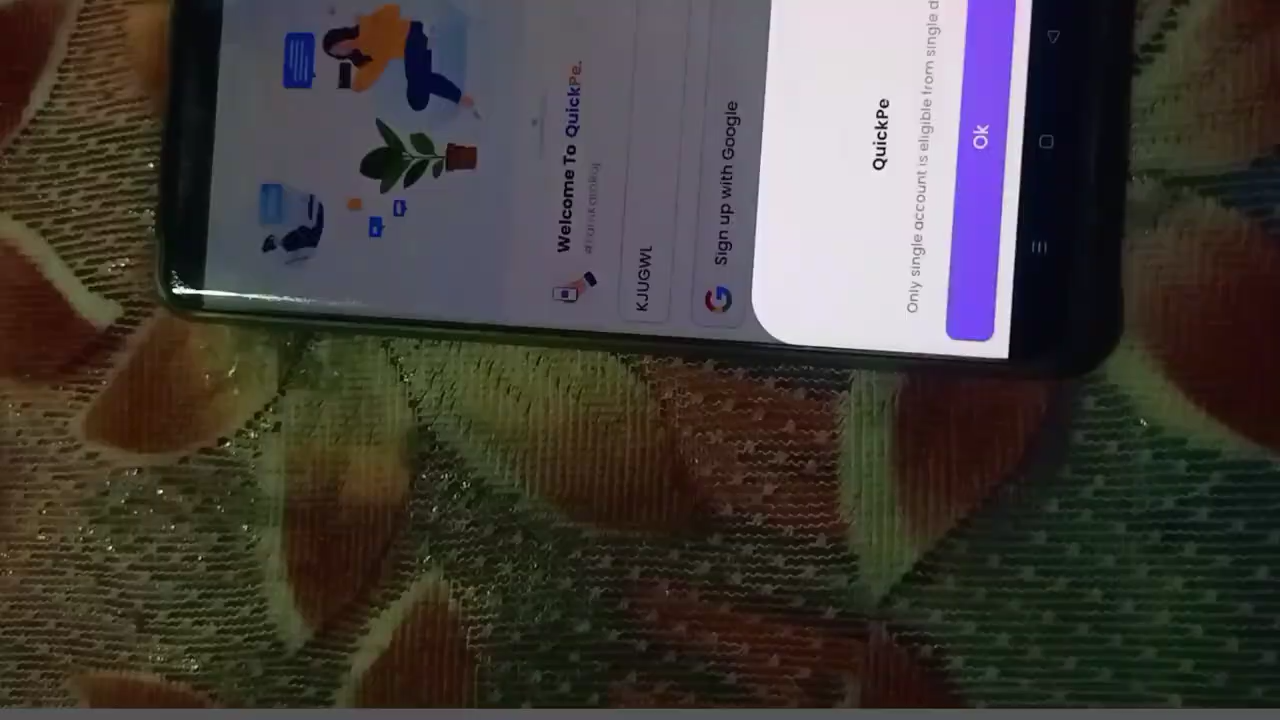 Welcome To QuickPe.
KJUGWL
Sign up with Google
QuickPe
Only single account is eligible from single d
Ok